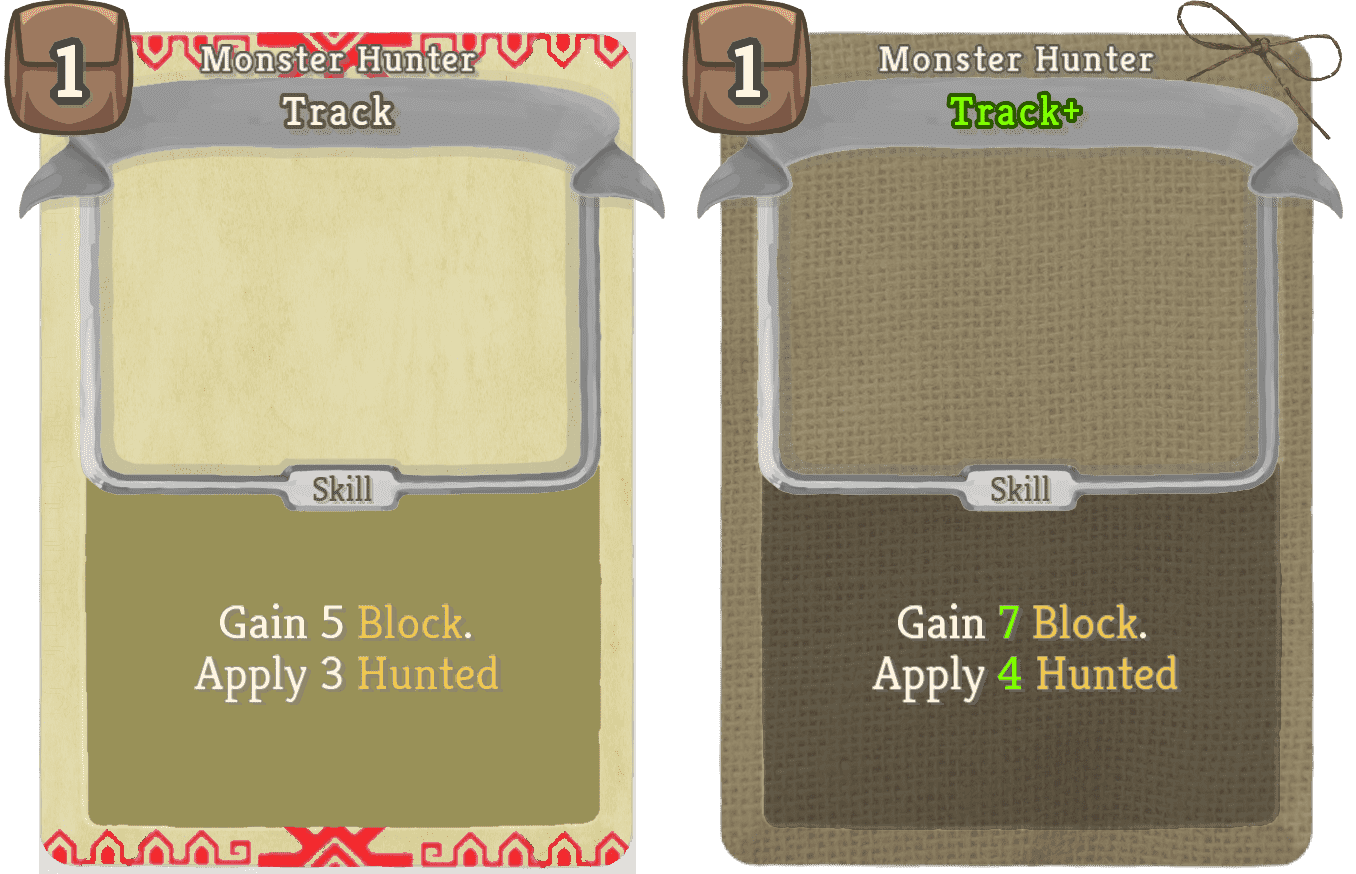 1
Monster Hunter
Track
Skill
Gain 5 Block.
Apply 3 Hunted
1
Monster Hunter
Track+
Skill
Gain 7 Block.
Apply 4 Hunted